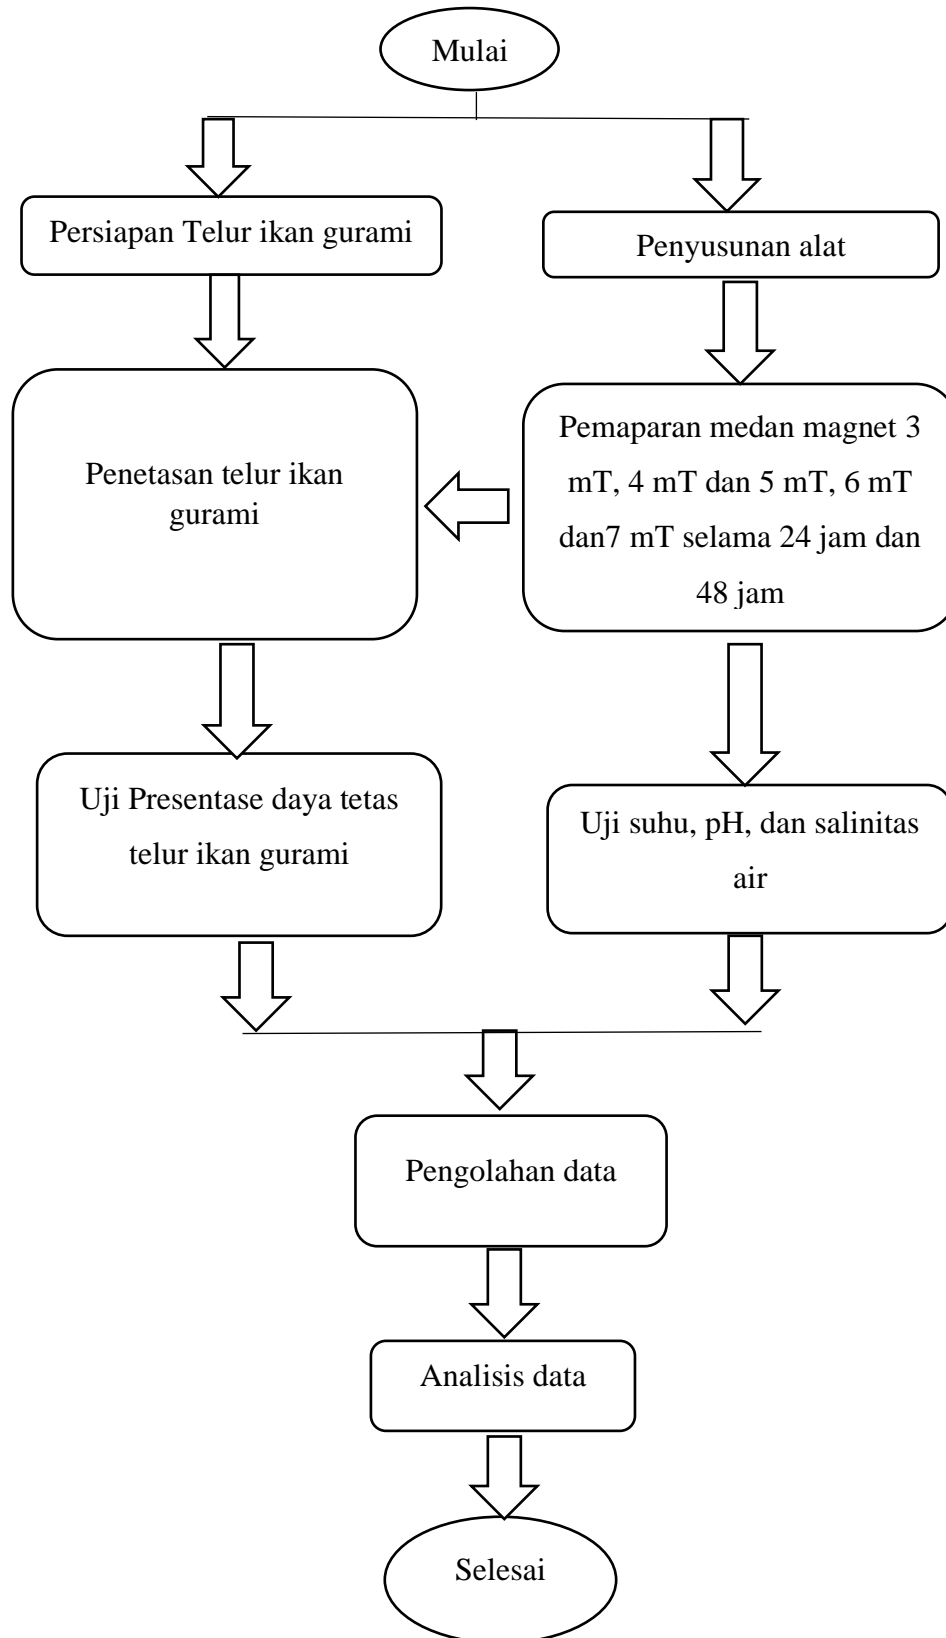 Mulai
Persiapan Telur ikan gurami
Penyusunan alat
Penetasan telur ikan
gurami
Pemaparan medan magnet 3
mT, 4 mT dan 5 mT, 6 mT
dan7 mT selama 24 jam dan
48 jam
Uji Presentase daya tetas
telur ikan gurami
Uji suhu, pH, dan salinitas
air
Pengolahan data
Analisis data
Selesai